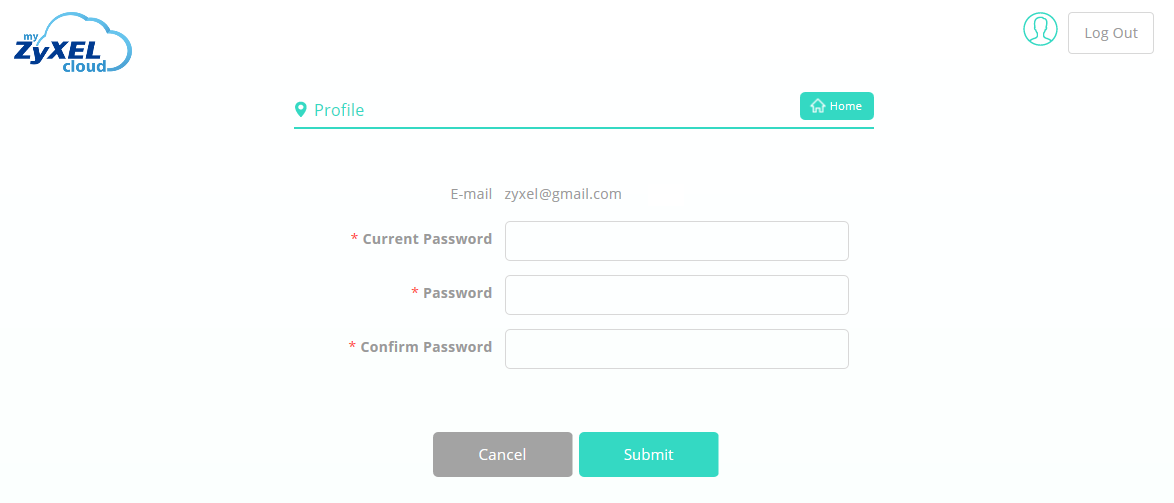 my
ZyXEL
cloud
Log Out
Profile
Home
E-mail zyxel@gmail.com
* Current Password
* Password
* Confirm Password
Cancel Submit